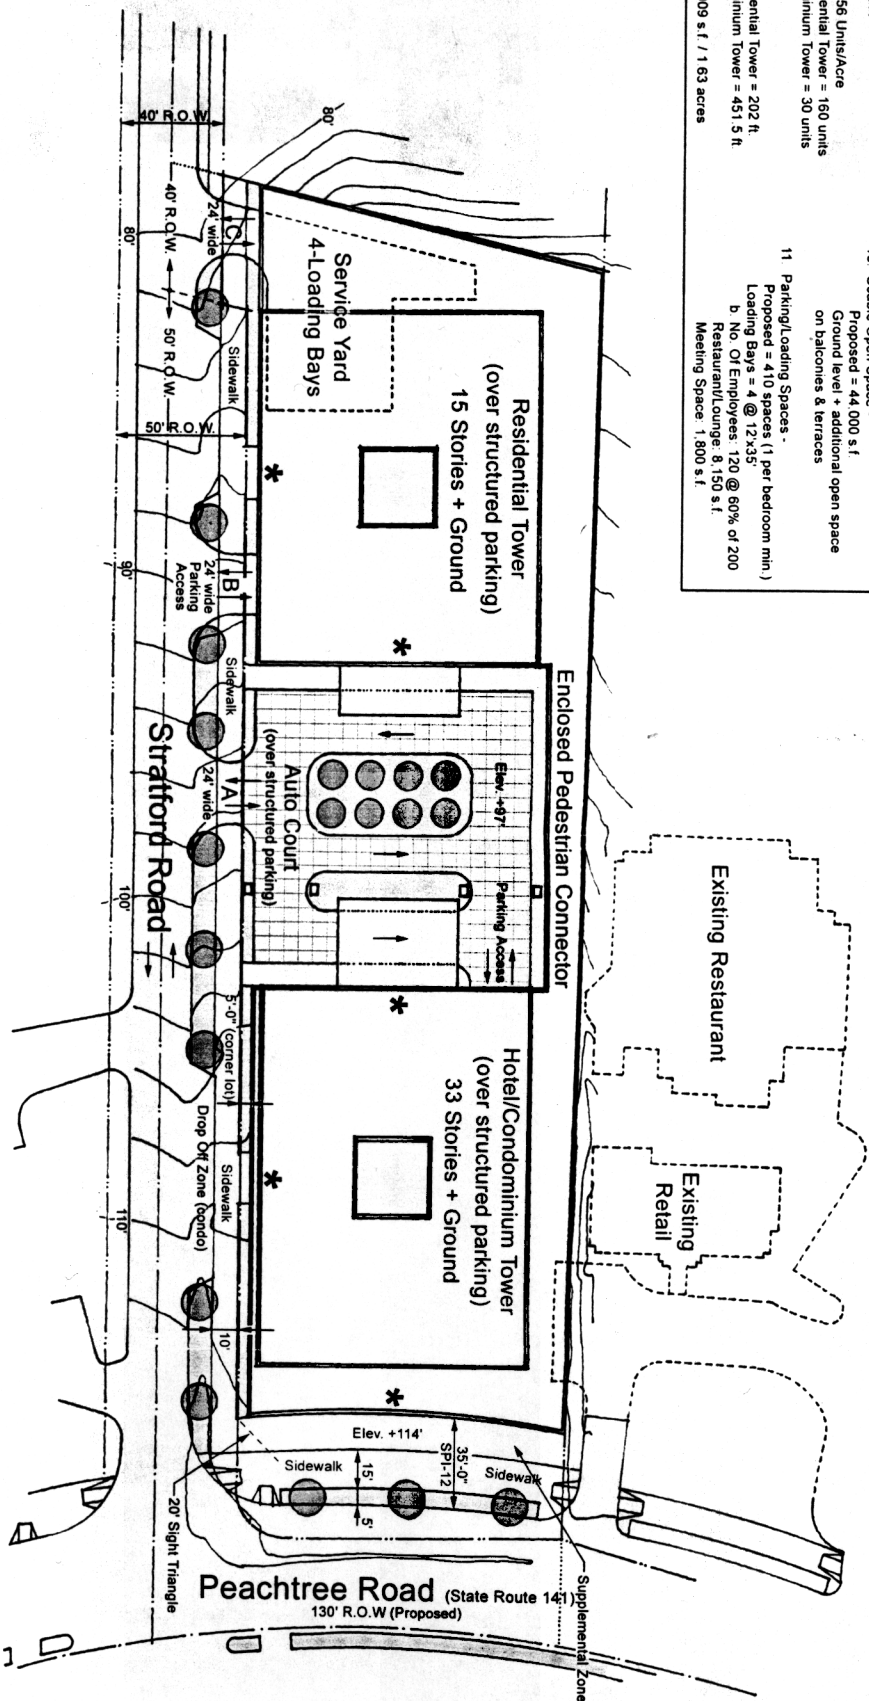 56 Units/Acre
ential Tower = 160 units
inium Tower = 30 units
ential Tower = 202 ft.
inium Tower = 451.5 ft.
09 s.f. / 1.63 acres
Proposed = 44,000 s.f.
Ground level + additional open space
on balconies & terraces
11. Parking/Loading Spaces -
Proposed = 410 spaces (1 per bedroom min.)
Loading Bays = 4 @ 12'x35'
b. No. Of Employees: 120 @ 60% of 200
Restaurant/Lounge: 8,150 s.f.
Meeting Space: 1,800 s.f.
80'
Existing Restaurant
Existing
Retail
Enclosed Pedestrian Connector
Service Yard
4-Loading Bays
Residential Tower
(over structured parking)
15 Stories + Ground
*
*
Elev. +97'
Parking Access
Auto Court
(over structured parking)
Hotel/Condominium Tower
(over structured parking)
33 Stories + Ground
*
*
*
Elev. +114'
35'-0"
SPI-12
Sidewalk
15'
5'
Sidewalk
Supplemental Zone
40' R.O.W.
40' R.O.W.
50' R.O.W.
50' R.O.W.
24' wide
C
Sidewalk
24' wide
Parking
Access
B
Sidewalk
24' wide
A
5'-0" (corner lot)
Drop Off Zone (condo)
Sidewalk
10'
80'
90'
100'
110'
Stratford Road
20' Sight Triangle
Peachtree Road (State Route 141)
130' R.O.W (Proposed)